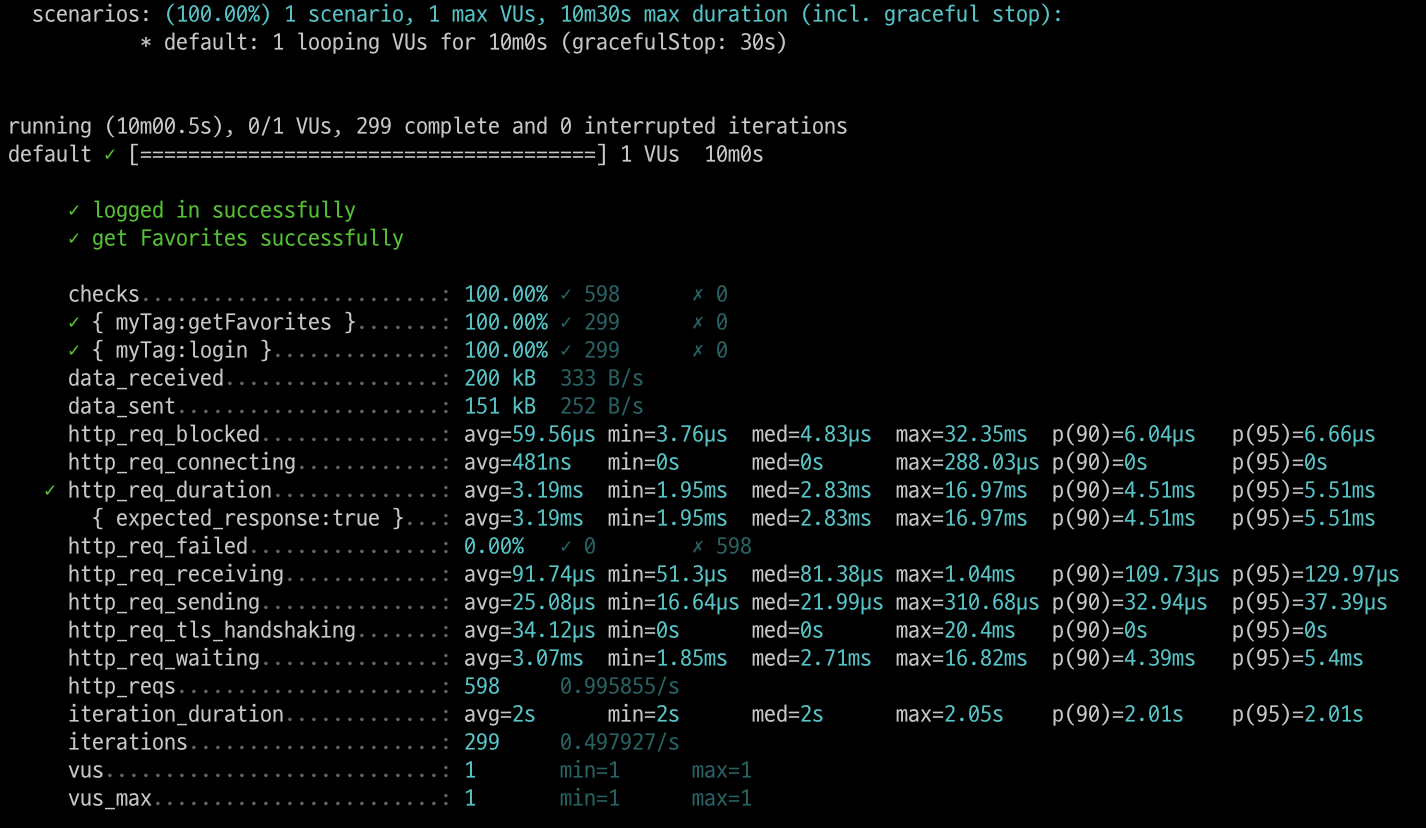 scenarios: (100.00%) 1 scenario, 1 max VUs, 10m30s max duration (incl. graceful stop):
* default: 1 looping VUs for 10m0s (gracefulStop: 30s)
running (10m00.5s), 0/1 VUs, 299 complete and 0 interrupted iterations
default ✓ [======================================] 1 VUs  10m0s
✓ logged in successfully
✓ get Favorites successfully
checks.........................: 100.00% ✓ 598      ✗ 0
✓ { myTag:getFavorites }.......: 100.00% ✓ 299      ✗ 0
✓ { myTag:login }..............: 100.00% ✓ 299      ✗ 0
data_received..................: 200 kB  333 B/s
data_sent......................: 151 kB  252 B/s
http_req_blocked...............: avg=59.56µs min=3.76µs  med=4.83µs  max=32.35ms  p(90)=6.04µs   p(95)=6.66µs
http_req_connecting............: avg=481ns   min=0s      med=0s      max=288.03µs p(90)=0s       p(95)=0s
✓ http_req_duration..............: avg=3.19ms  min=1.95ms  med=2.83ms  max=16.97ms  p(90)=4.51ms   p(95)=5.51ms
{ expected_response:true }...: avg=3.19ms  min=1.95ms  med=2.83ms  max=16.97ms  p(90)=4.51ms   p(95)=5.51ms
http_req_failed................: 0.00%   ✓ 0        ✗ 598
http_req_receiving.............: avg=91.74µs min=51.3µs  med=81.38µs max=1.04ms   p(90)=109.73µs p(95)=129.97µs
http_req_sending...............: avg=25.08µs min=16.64µs med=21.99µs max=310.68µs p(90)=32.94µs  p(95)=37.39µs
http_req_tls_handshaking.......: avg=34.12µs min=0s      med=0s      max=20.4ms   p(90)=0s       p(95)=0s
http_req_waiting...............: avg=3.07ms  min=1.85ms  med=2.71ms  max=16.82ms  p(90)=4.39ms   p(95)=5.4ms
http_reqs......................: 598     0.995855/s
iteration_duration.............: avg=2s      min=2s      med=2s      max=2.05s    p(90)=2.01s    p(95)=2.01s
iterations.....................: 299     0.497927/s
vus............................: 1       min=1      max=1
vus_max........................: 1       min=1      max=1